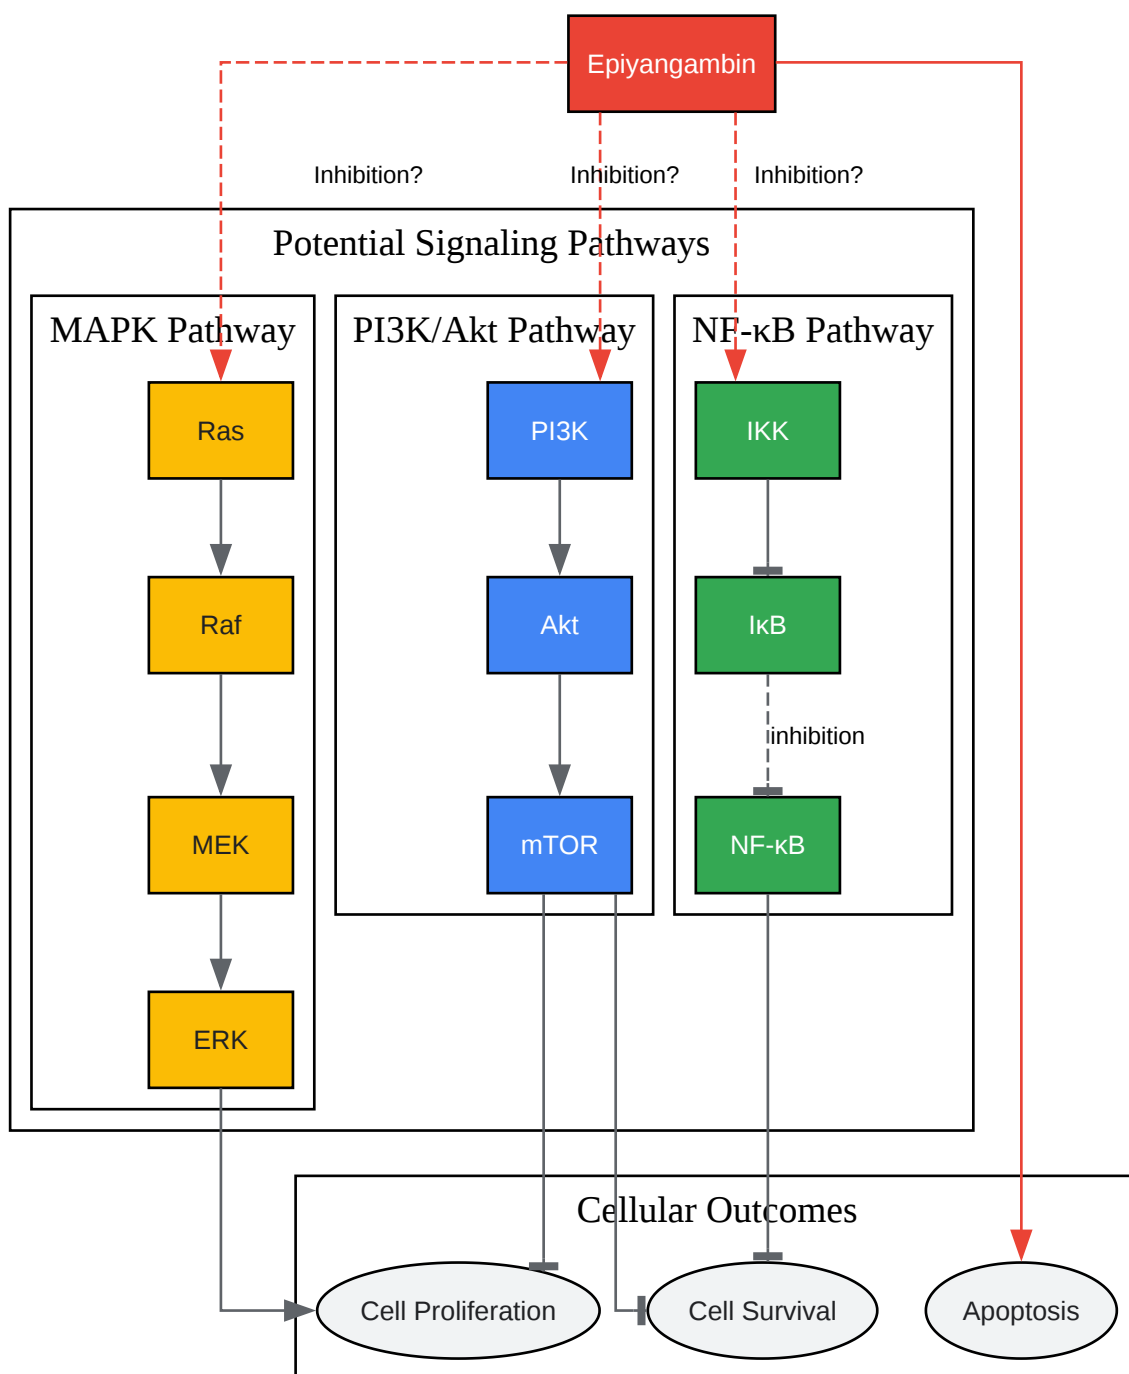 Epiyangambin
Inhibition?
Inhibition?
Inhibition?
Potential Signaling Pathways
MAPK Pathway
PI3K/Akt Pathway
NF-κB Pathway
Ras
PI3K
IKK
Raf
Akt
IκB
inhibition
MEK
mTOR
NF-κB
ERK
Cellular Outcomes
Cell Proliferation
Cell Survival
Apoptosis